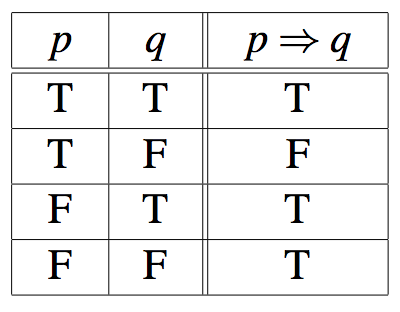 p q p ⇒ q
T T T
T F F
F T T
F F T